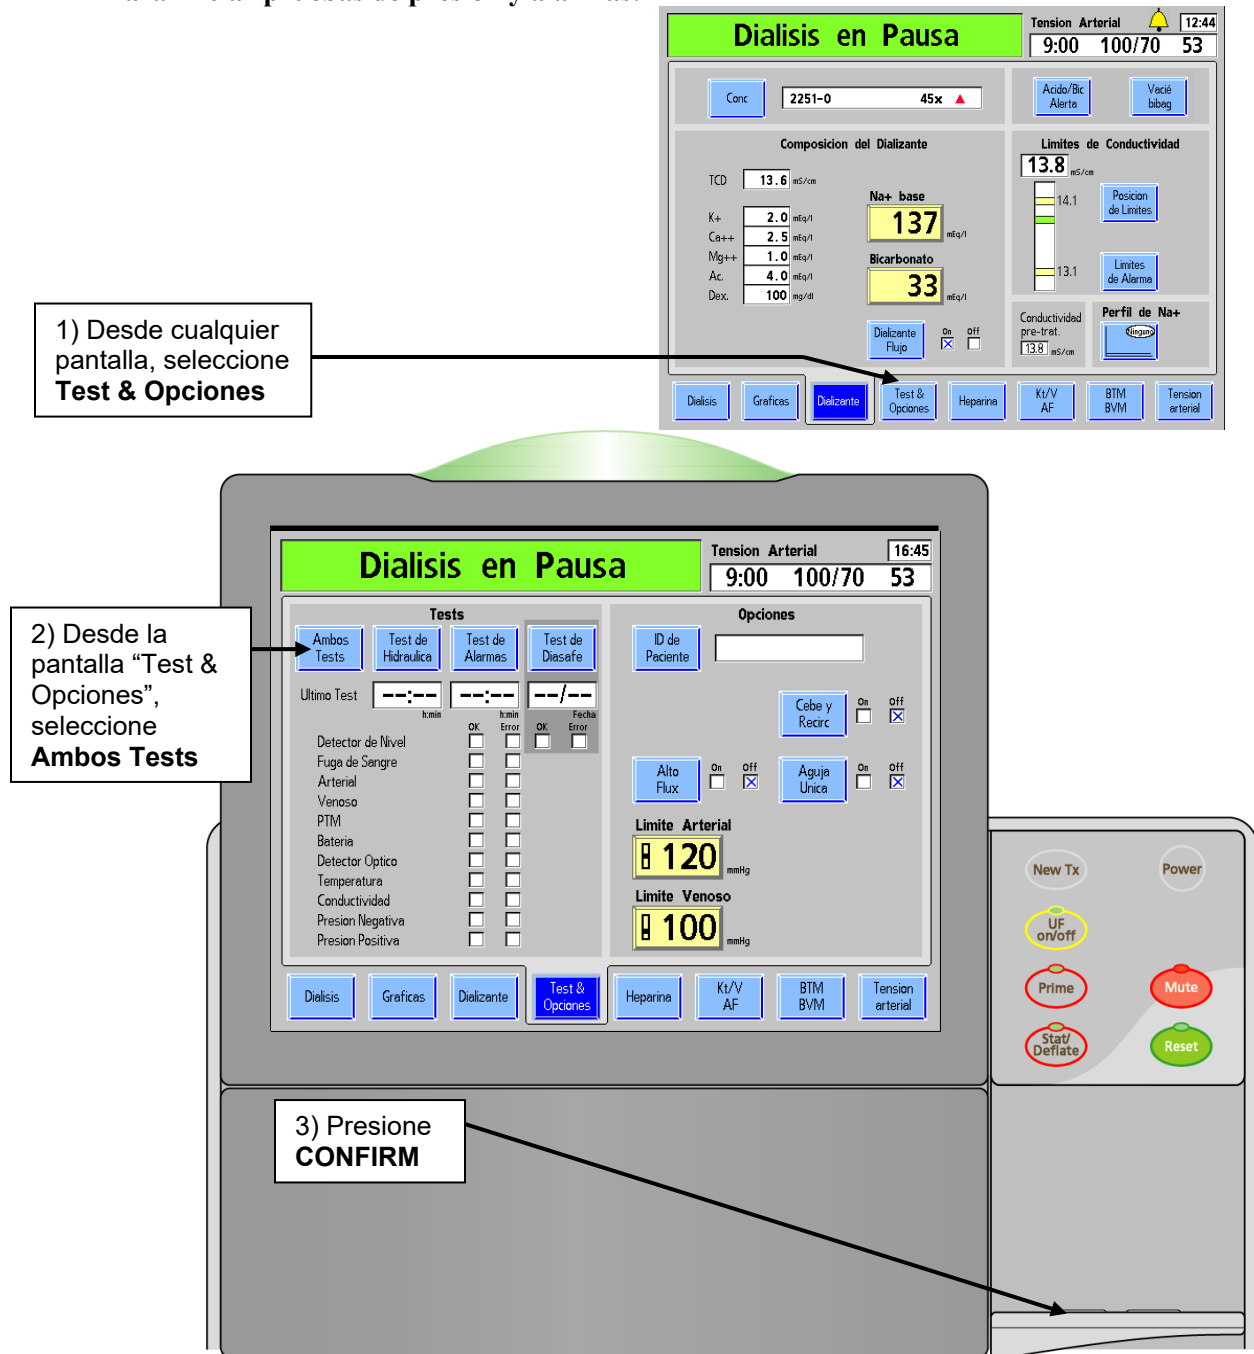 Dialisis en Pausa
Tension Arterial 12:44
9:00 100/70 53
Conc 2251-0 45x
Acido/Bic Alerta
Vacié bibag
Composicion del Dializante
TCD 13.6 mS/cm
K+ 2.0 mEq/l
Ca++ 2.5 mEq/l
Mg++ 1.0 mEq/l
Ac. 4.0 mEq/l
Dex. 100 mg/dl
Na+ base
137 mEq/l
Bicarbonato
33 mEq/l
Dializante Flujo On Off
Limites de Conductividad
13.8 mS/cm
14.1
13.1
Posicion de Limites
Limites de Alarma
Conductividad pre-trat.
13.8 mS/cm
Perfil de Na+
Ninguno
Dialisis Graficas Dializante Test & Opciones Heparina Kt/V AF BTM BVM Tension arterial
1) Desde cualquier
pantalla, seleccione
Test & Opciones
Dialisis en Pausa
Tension Arterial 16:45
9:00 100/70 53
2) Desde la
pantalla “Test &
Opciones”,
seleccione
Ambos Tests
Tests
Ambos Tests Test de Hidraulica Test de Alarmas Test de Diasafe
Ultimo Test --:-- --:-- --/--
h:min h:min Fecha
OK Error OK Error
Detector de Nivel
Fuga de Sangre
Arterial
Venoso
PTM
Bateria
Detector Optico
Temperatura
Conductividad
Presion Negativa
Presion Positiva
Opciones
ID de Paciente
Cebe y Recirc On Off
Alto Flux On Off
Aguja Unica On Off
Limite Arterial
120 mmHg
Limite Venoso
100 mmHg
Dialisis Graficas Dializante Test & Opciones Heparina Kt/V AF BTM BVM Tension arterial
New Tx
Power
UF on/off
Prime
Mute
Stat/ Deflate
Reset
3) Presione
CONFIRM